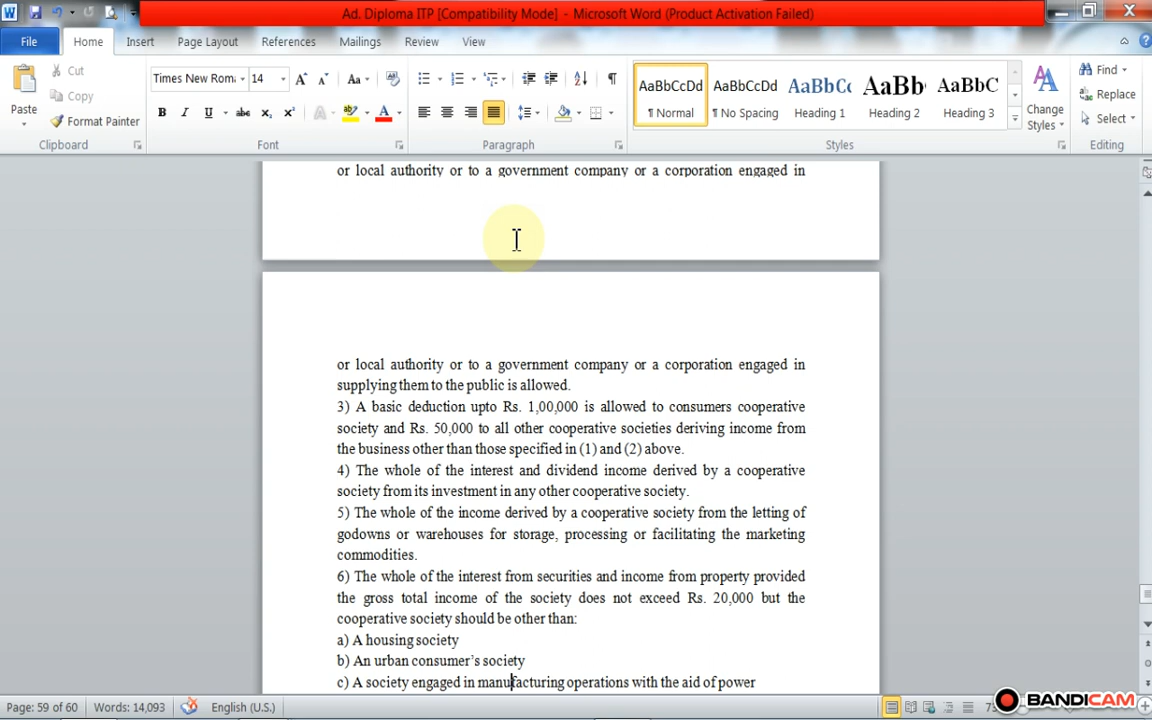 Ad. Diploma ITP [Compatibility Mode] - Microsoft Word (Product Activation Failed)
File Home Insert Page Layout References Mailings Review View
Paste
Cut
Copy
Format Painter
Clipboard
Times New Rom 14
Font
Paragraph
AaBbCcDd AaBbCcDd AaBbCc AaBb AaBbC
¶ Normal ¶ No Spacing Heading 1 Heading 2 Heading 3
Change Styles
Styles
Find
Replace
Select
Editing
or local authority or to a government company or a corporation engaged in
or local authority or to a government company or a corporation engaged in
supplying them to the public is allowed.
3) A basic deduction upto Rs. 1,00,000 is allowed to consumers cooperative
society and Rs. 50,000 to all other cooperative societies deriving income from
the business other than those specified in (1) and (2) above.
4) The whole of the interest and dividend income derived by a cooperative
society from its investment in any other cooperative society.
5) The whole of the income derived by a cooperative society from the letting of
godowns or warehouses for storage, processing or facilitating the marketing
commodities.
6) The whole of the interest from securities and income from property provided
the gross total income of the society does not exceed Rs. 20,000 but the
cooperative society should be other than:
a) A housing society
b) An urban consumer’s society
c) A society engaged in manufacturing operations with the aid of power
Page: 59 of 60 Words: 14,093 English (U.S.)
BANDICAM